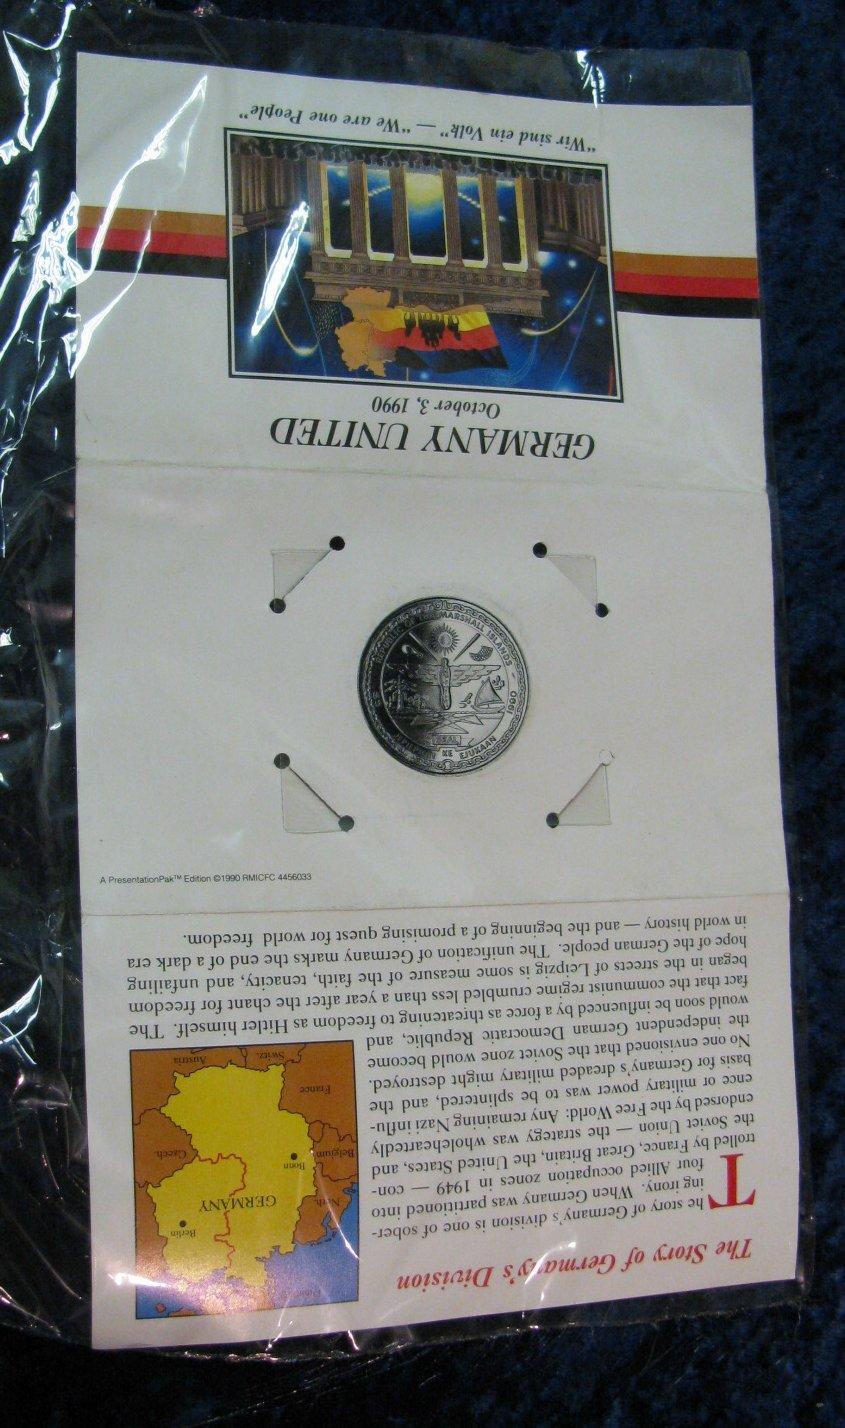 The Story of Germany's Division
The story of Germany's division is one of sober-
ing irony. When Germany was partitioned into
four Allied occupation zones in 1949 — con-
trolled by France, Great Britain, the United States, and
the Soviet Union — the strategy was wholeheartedly
endorsed by the Free World: Any remaining Nazi influ-
ence or military power was to be splintered, and the
basis for Germany's dreaded military might destroyed.
No one envisioned that the Soviet zone would become
the independent German Democratic Republic, and
would soon be influenced by a force as threatening to freedom as Hitler himself. The
fact that the communist regime crumbled less than a year after the chant for freedom
began in the streets of Leipzig is some measure of the faith, tenacity, and unfailing
hope of the German people. The unification of Germany marks the end of a dark era
in world history — and the beginning of a promising quest for world freedom.
Neth.
Berlin
GERMANY
Belgium
Bonn
Czech.
France
Switz.
Austria
A PresentationPak™ Edition ©1990 RMICFC 4456033
REPUBLIC OF THE MARSHALL ISLANDS
1990
SEAL
KE EJUKAAN
GERMANY UNITED
October 3, 1990
“Wir sind ein Volk” — “We are one People”